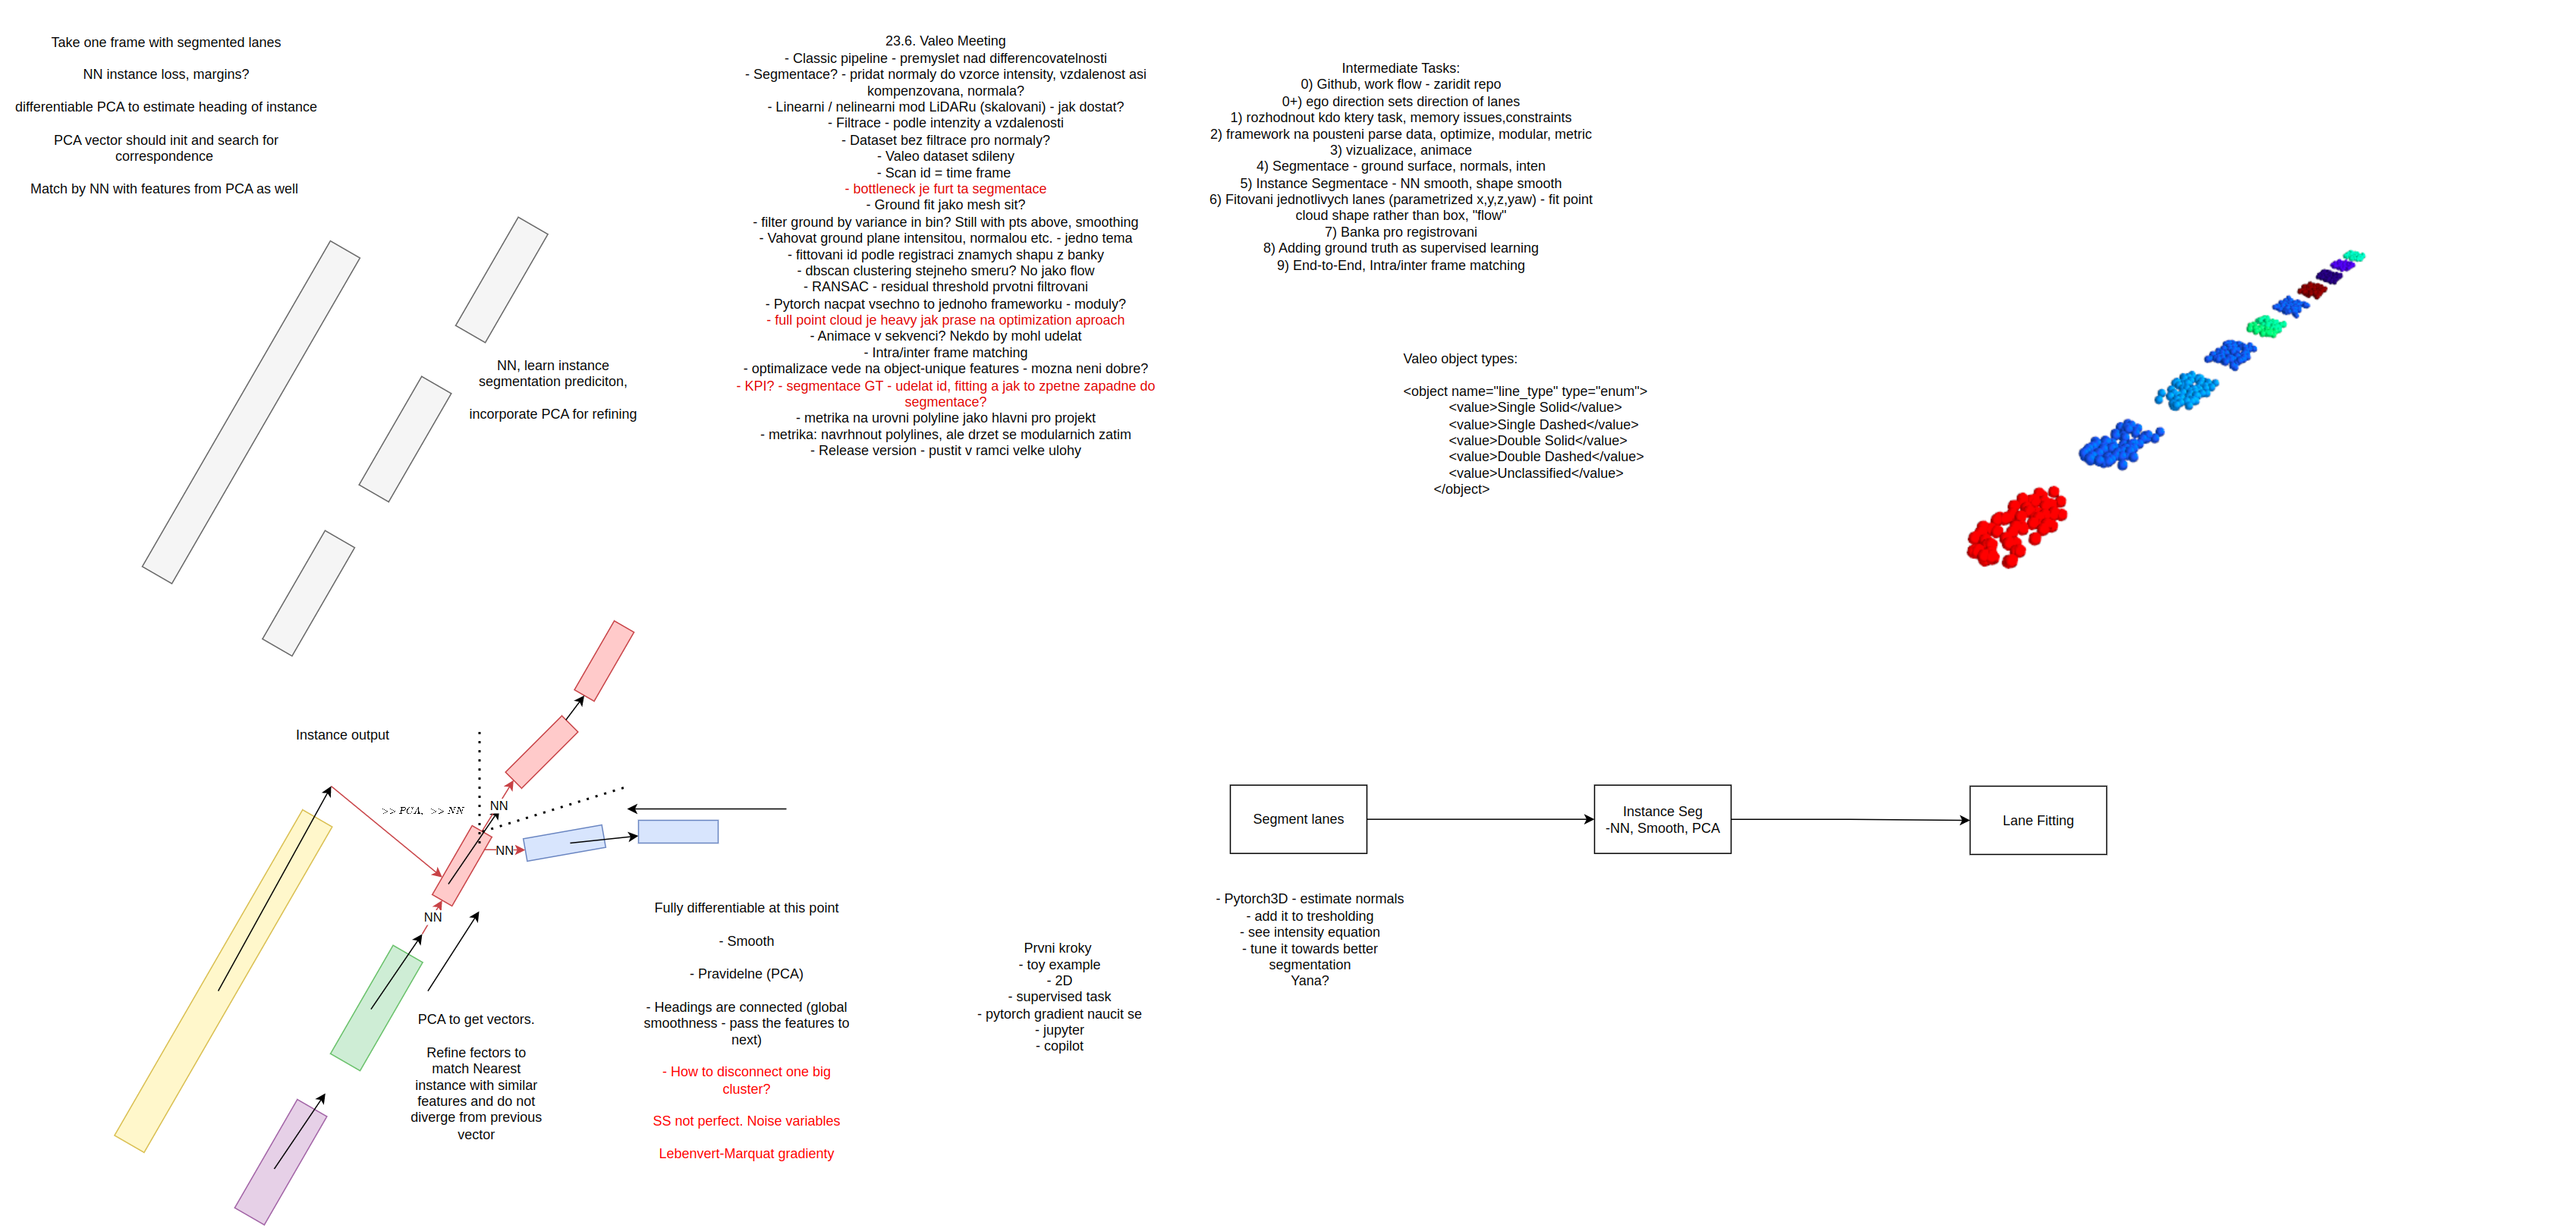 Take one frame with segmented lanes
NN instance loss, margins?
differentiable PCA to estimate heading of instance
PCA vector should init and search for
correspondence
Match by NN with features from PCA as well
NN, learn instance
segmentation prediciton,
incorporate PCA for refining
23.6. Valeo Meeting
- Classic pipeline - premyslet nad differencovatelnosti
- Segmentace? - pridat normaly do vzorce intensity, vzdalenost asi
kompenzovana, normala?
- Linearni / nelinearni mod LiDARu (skalovani) - jak dostat?
- Filtrace - podle intenzity a vzdalenosti
- Dataset bez filtrace pro normaly?
- Valeo dataset sdileny
- Scan id = time frame
- bottleneck je furt ta segmentace
- Ground fit jako mesh sit?
- filter ground by variance in bin? Still with pts above, smoothing
- Vahovat ground plane intensitou, normalou etc. - jedno tema
- fittovani id podle registraci znamych shapu z banky
- dbscan clustering stejneho smeru? No jako flow
- RANSAC - residual threshold prvotni filtrovani
- Pytorch nacpat vsechno to jednoho frameworku - moduly?
- full point cloud je heavy jak prase na optimization aproach
- Animace v sekvenci? Nekdo by mohl udelat
- Intra/inter frame matching
- optimalizace vede na object-unique features - mozna neni dobre?
- KPI? - segmentace GT - udelat id, fitting a jak to zpetne zapadne do
segmentace?
- metrika na urovni polyline jako hlavni pro projekt
- metrika: navrhnout polylines, ale drzet se modularnich zatim
- Release version - pustit v ramci velke ulohy
Intermediate Tasks:
0) Github, work flow - zaridit repo
0+) ego direction sets direction of lanes
1) rozhodnout kdo ktery task, memory issues,constraints
2) framework na pousteni parse data, optimize, modular, metric
3) vizualizace, animace
4) Segmentace - ground surface, normals, inten
5) Instance Segmentace - NN smooth, shape smooth
6) Fitovani jednotlivych lanes (parametrized x,y,z,yaw) - fit point
cloud shape rather than box, "flow"
7) Banka pro registrovani
8) Adding ground truth as supervised learning
9) End-to-End, Intra/inter frame matching
Valeo object types:
<object name="line_type" type="enum">
<value>Single Solid</value>
<value>Single Dashed</value>
<value>Double Solid</value>
<value>Double Dashed</value>
<value>Unclassified</value>
</object>
Instance output
>> PCA, >> NN
NN
NN
NN
PCA to get vectors.
Refine fectors to
match Nearest
instance with similar
features and do not
diverge from previous
vector
Fully differentiable at this point
- Smooth
- Pravidelne (PCA)
- Headings are connected (global
smoothness - pass the features to
next)
- How to disconnect one big
cluster?
SS not perfect. Noise variables
Lebenvert-Marquat gradienty
Prvni kroky
- toy example
- 2D
- supervised task
- pytorch gradient naucit se
- jupyter
- copilot
Segment lanes
Instance Seg
-NN, Smooth, PCA
Lane Fitting
- Pytorch3D - estimate normals
- add it to tresholding
- see intensity equation
- tune it towards better
segmentation
Yana?